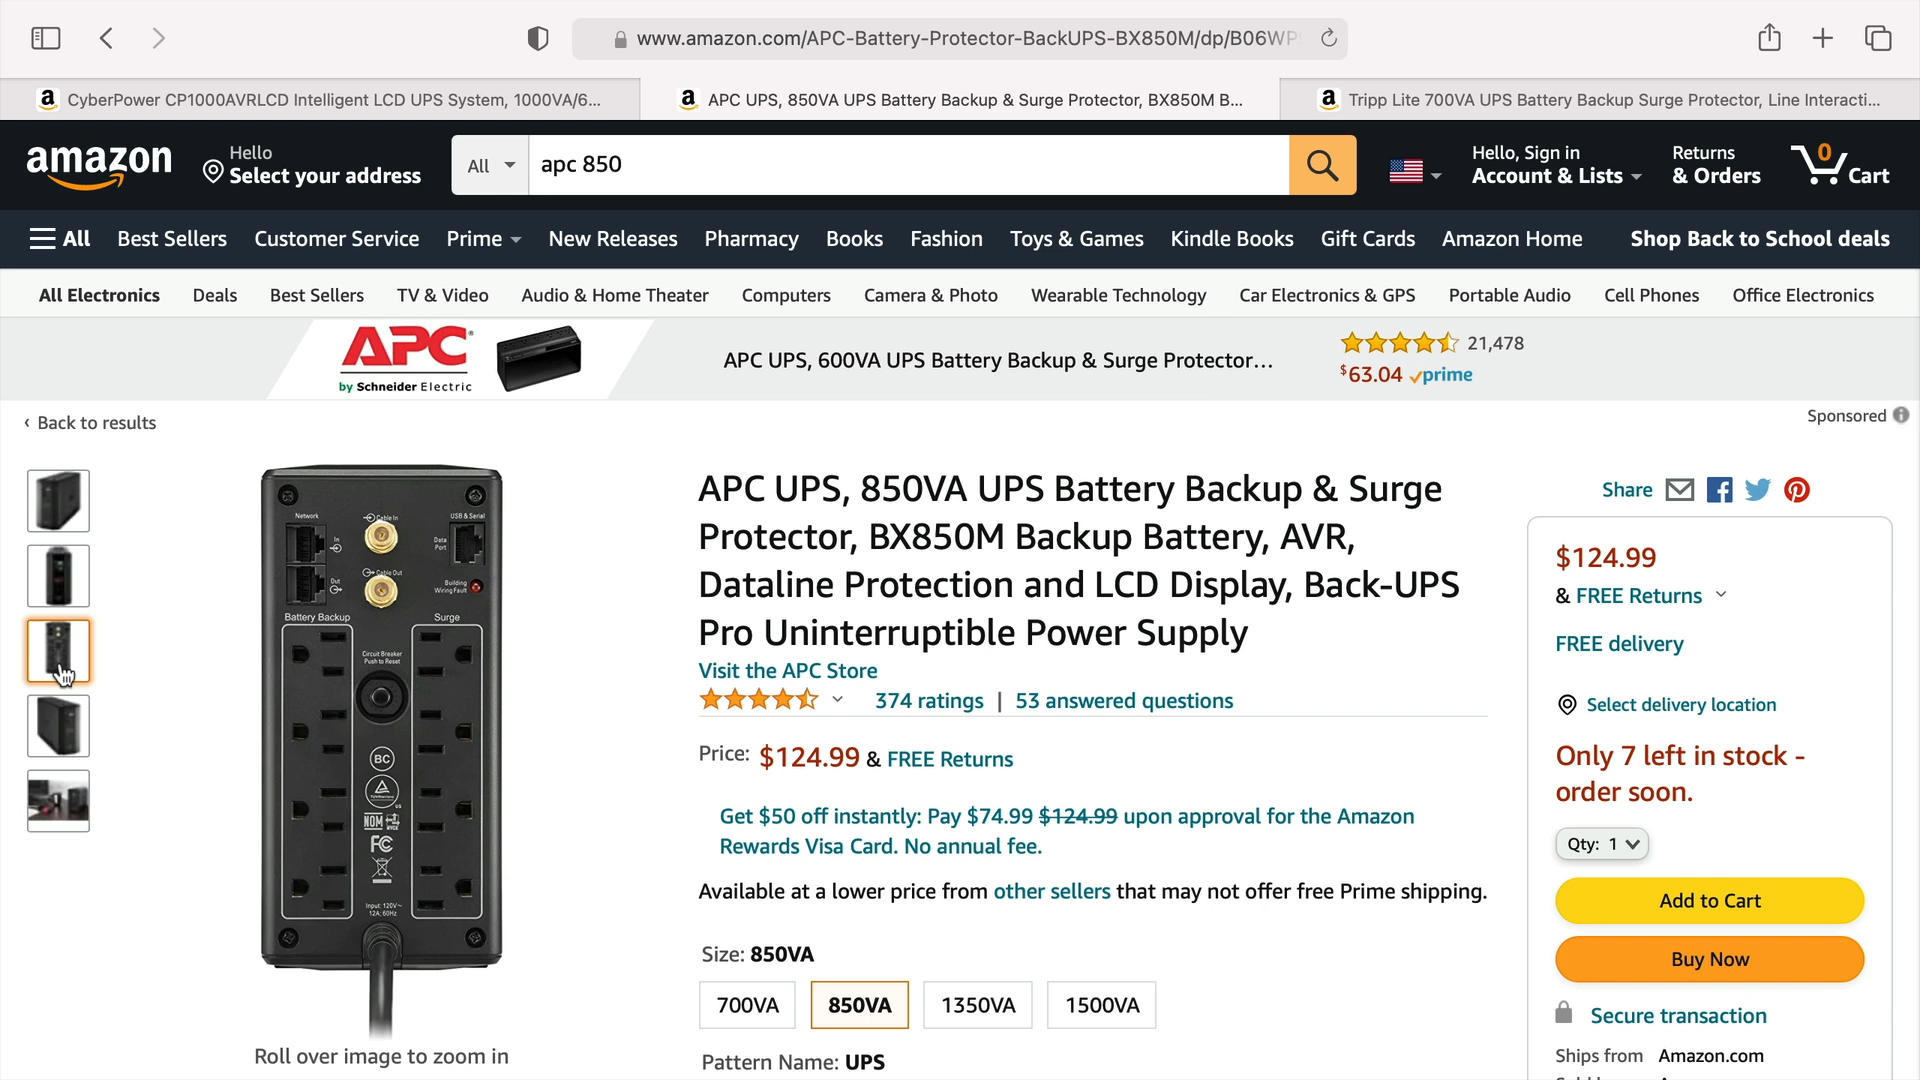 www.amazon.com/APC-Battery-Protector-BackUPS-BX850M/dp/B06WP
a CyberPower CP1000AVRLCD Intelligent LCD UPS System, 1000VA/6...
a APC UPS, 850VA UPS Battery Backup & Surge Protector, BX850M B...
a Tripp Lite 700VA UPS Battery Backup Surge Protector, Line Interacti...
amazon
Hello
Select your address
All
apc 850
Hello, Sign in
Account & Lists
Returns
& Orders
0
Cart
All Best Sellers Customer Service Prime New Releases Pharmacy Books Fashion Toys & Games Kindle Books Gift Cards Amazon Home Shop Back to School deals
All Electronics Deals Best Sellers TV & Video Audio & Home Theater Computers Camera & Photo Wearable Technology Car Electronics & GPS Portable Audio Cell Phones Office Electronics
APC
by Schneider Electric
APC UPS, 600VA UPS Battery Backup & Surge Protector...
21,478
$63.04 prime
‹ Back to results
Sponsored
Network
In
Out
Cable In
Cable Out
USB & Serial
Data
Port
Building
Wiring Fault
Battery Backup
Surge
Circuit Breaker
Push to Reset
BC
NOM
FC
Input: 120V~
12A; 60Hz
Roll over image to zoom in
APC UPS, 850VA UPS Battery Backup & Surge
Protector, BX850M Backup Battery, AVR,
Dataline Protection and LCD Display, Back-UPS
Pro Uninterruptible Power Supply
Visit the APC Store
374 ratings | 53 answered questions
Price: $124.99 & FREE Returns
Get $50 off instantly: Pay $74.99 $124.99 upon approval for the Amazon
Rewards Visa Card. No annual fee.
Available at a lower price from other sellers that may not offer free Prime shipping.
Size: 850VA
700VA 850VA 1350VA 1500VA
Pattern Name: UPS
Share
$124.99
& FREE Returns
FREE delivery
Select delivery location
Only 7 left in stock -
order soon.
Qty: 1
Add to Cart
Buy Now
Secure transaction
Ships from Amazon.com